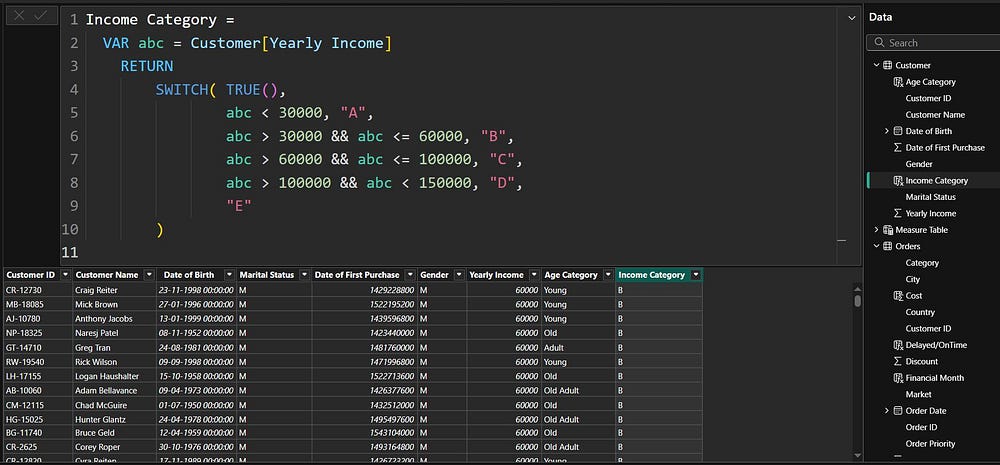 1 Income Category =
2 VAR abc = Customer[Yearly Income]
3 RETURN
4 SWITCH( TRUE(),
5 abc < 30000, "A",
6 abc > 30000 && abc <= 60000, "B",
7 abc > 60000 && abc <= 100000, "C",
8 abc > 100000 && abc < 150000, "D",
9 "E"
10 )
11
Customer ID Customer Name Date of Birth Marital Status Date of First Purchase Gender Yearly Income Age Category Income Category
CR-12730 Craig Reiter 23-11-1998 00:00:00 M 1429228800 M 60000 Young B
MB-18085 Mick Brown 27-01-1996 00:00:00 M 1522195200 M 60000 Young B
AJ-10780 Anthony Jacobs 13-01-1999 00:00:00 M 1439596800 M 60000 Young B
NP-18325 Naresj Patel 08-11-1952 00:00:00 M 1423440000 M 60000 Old B
GT-14710 Greg Tran 24-08-1981 00:00:00 M 1481760000 M 60000 Adult B
RW-19540 Rick Wilson 09-09-1998 00:00:00 M 1471996800 M 60000 Young B
LH-17155 Logan Haushalter 15-10-1958 00:00:00 M 1522713600 M 60000 Old B
AB-10060 Adam Bellavance 09-04-1973 00:00:00 M 1426377600 M 60000 Old Adult B
CM-12115 Chad McGuire 01-07-1950 00:00:00 M 1432512000 M 60000 Old B
HG-15025 Hunter Glantz 24-04-1978 00:00:00 M 1495497600 M 60000 Old Adult B
BG-11740 Bruce Geld 12-04-1959 00:00:00 M 1543104000 M 60000 Old B
CR-2625 Corey Roper 30-10-1976 00:00:00 M 1493164800 M 60000 Old Adult B
CR-12820 Cyra Reiten 17-11-1989 00:00:00 M 1426723200 M 60000 Young B
Data
Search
Customer
Age Category
Customer ID
Customer Name
Date of Birth
Date of First Purchase
Gender
Income Category
Marital Status
Yearly Income
Measure Table
Orders
Category
City
Cost
Country
Customer ID
Delayed/OnTime
Discount
Financial Month
Market
Order Date
Order ID
Order Priority